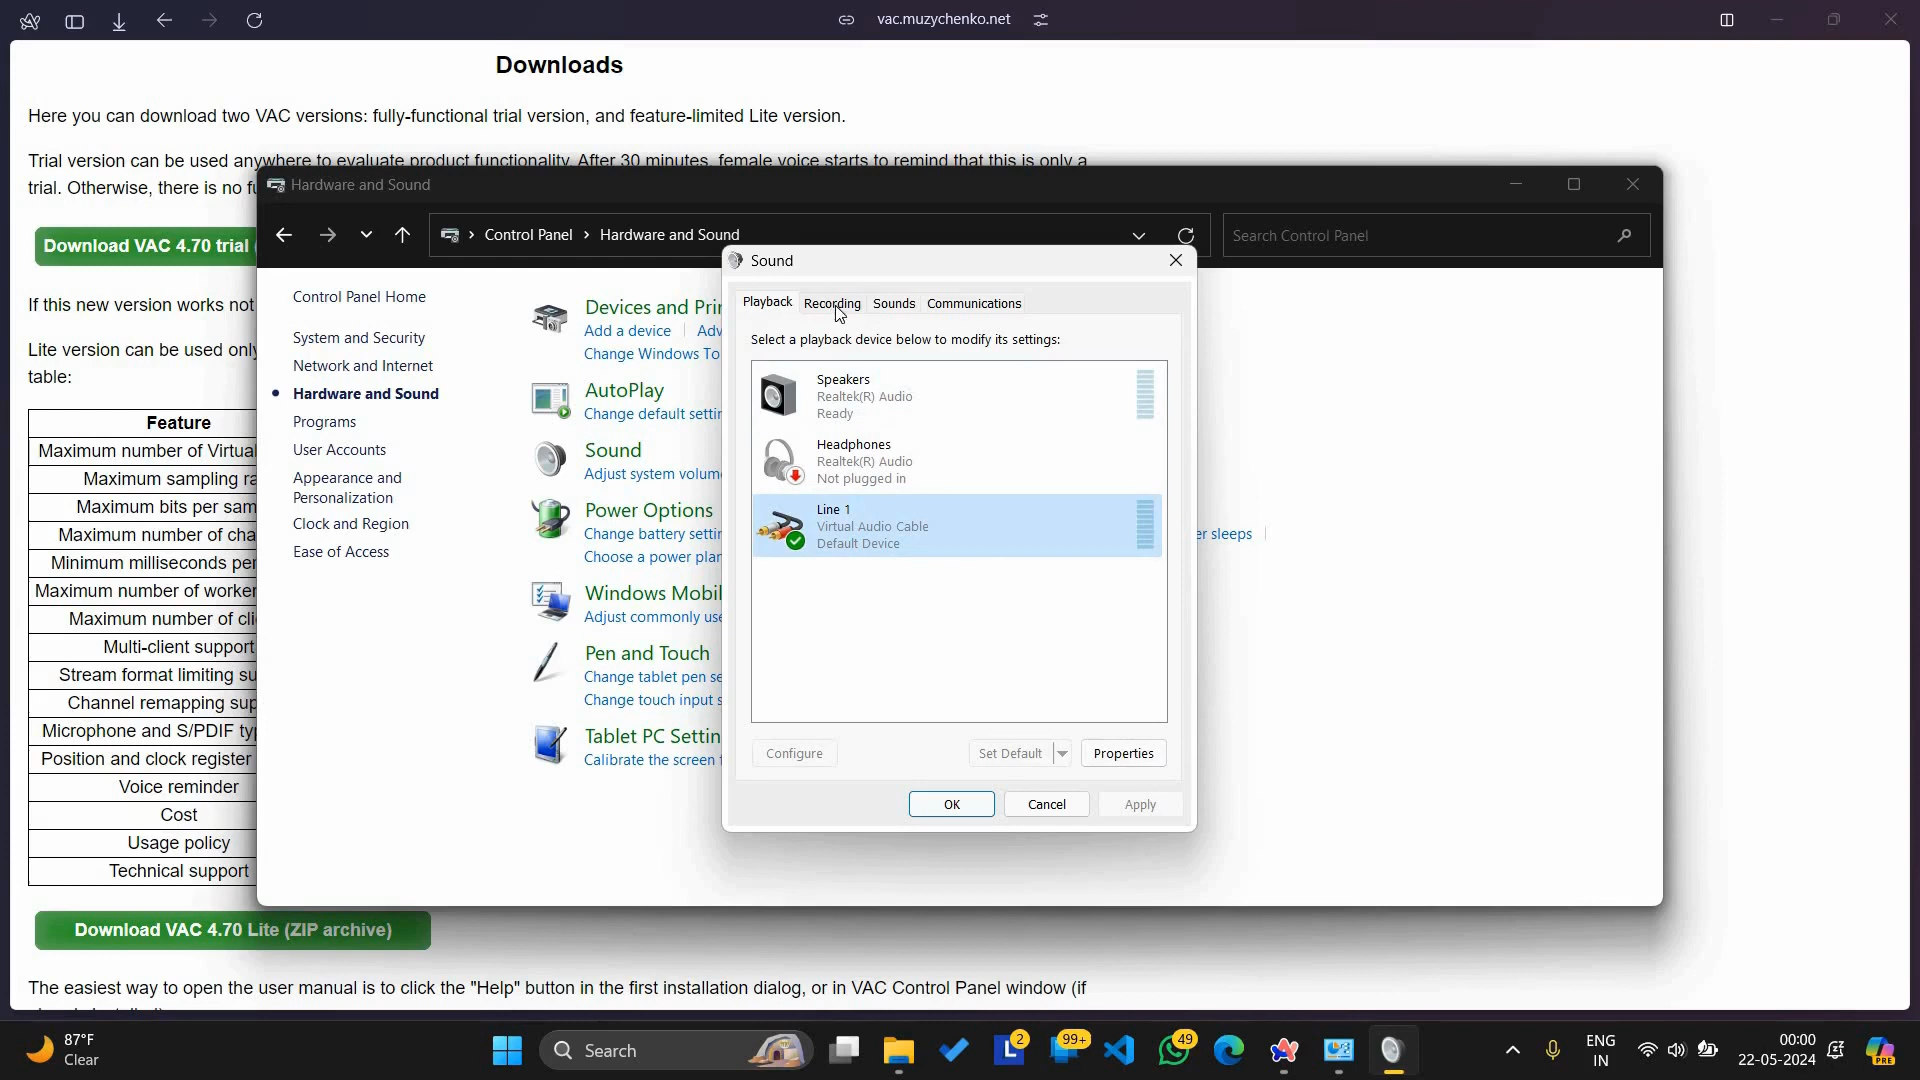 vac.muzychenko.net
Downloads
Here you can download two VAC versions: fully-functional trial version, and feature-limited Lite version.
Trial version can be used anywhere to evaluate product functionality. After 30 minutes, female voice starts to remind that this is only a
trial. Otherwise, there is no fu
Download VAC 4.70 trial (
If this new version works not
Lite version can be used only
table:
Feature
Maximum number of Virtual
Maximum sampling ra
Maximum bits per sam
Maximum number of cha
Minimum milliseconds per
Maximum number of worker
Maximum number of clie
Multi-client support
Stream format limiting su
Channel remapping sup
Microphone and S/PDIF typ
Position and clock register
Voice reminder
Cost
Usage policy
Technical support
Download VAC 4.70 Lite (ZIP archive)
The easiest way to open the user manual is to click the "Help" button in the first installation dialog, or in VAC Control Panel window (if
Hardware and Sound
Control Panel > Hardware and Sound
Search Control Panel
Control Panel Home
System and Security
Network and Internet
Hardware and Sound
Programs
User Accounts
Appearance and
Personalization
Clock and Region
Ease of Access
Devices and Prin
Add a device
Adv
Change Windows To
AutoPlay
Change default settin
Sound
Adjust system volume
Power Options
Change battery settin
er sleeps
Choose a power plan
Windows Mobil
Adjust commonly use
Pen and Touch
Change tablet pen se
Change touch input s
Tablet PC Settin
Calibrate the screen f
Sound
Playback
Recording
Sounds
Communications
Select a playback device below to modify its settings:
Speakers
Realtek(R) Audio
Ready
Headphones
Realtek(R) Audio
Not plugged in
Line 1
Virtual Audio Cable
Default Device
Configure
Set Default
Properties
OK
Cancel
Apply
87°F
Clear
Search
2
99+
49
ENG
IN
00:00
22-05-2024
PRE